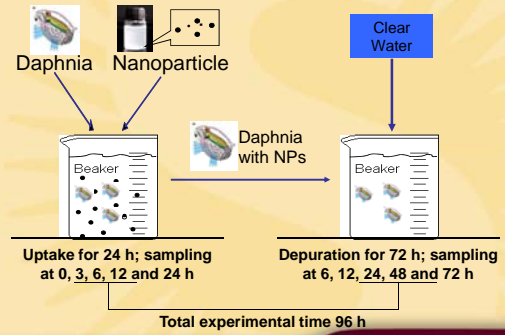 Daphnia
Nanoparticle
Clear
Water
Daphnia
with NPs
Beaker
Beaker
Uptake for 24 h; sampling
at 0, 3, 6, 12 and 24 h
Depuration for 72 h; sampling
at 6, 12, 24, 48 and 72 h
Total experimental time 96 h